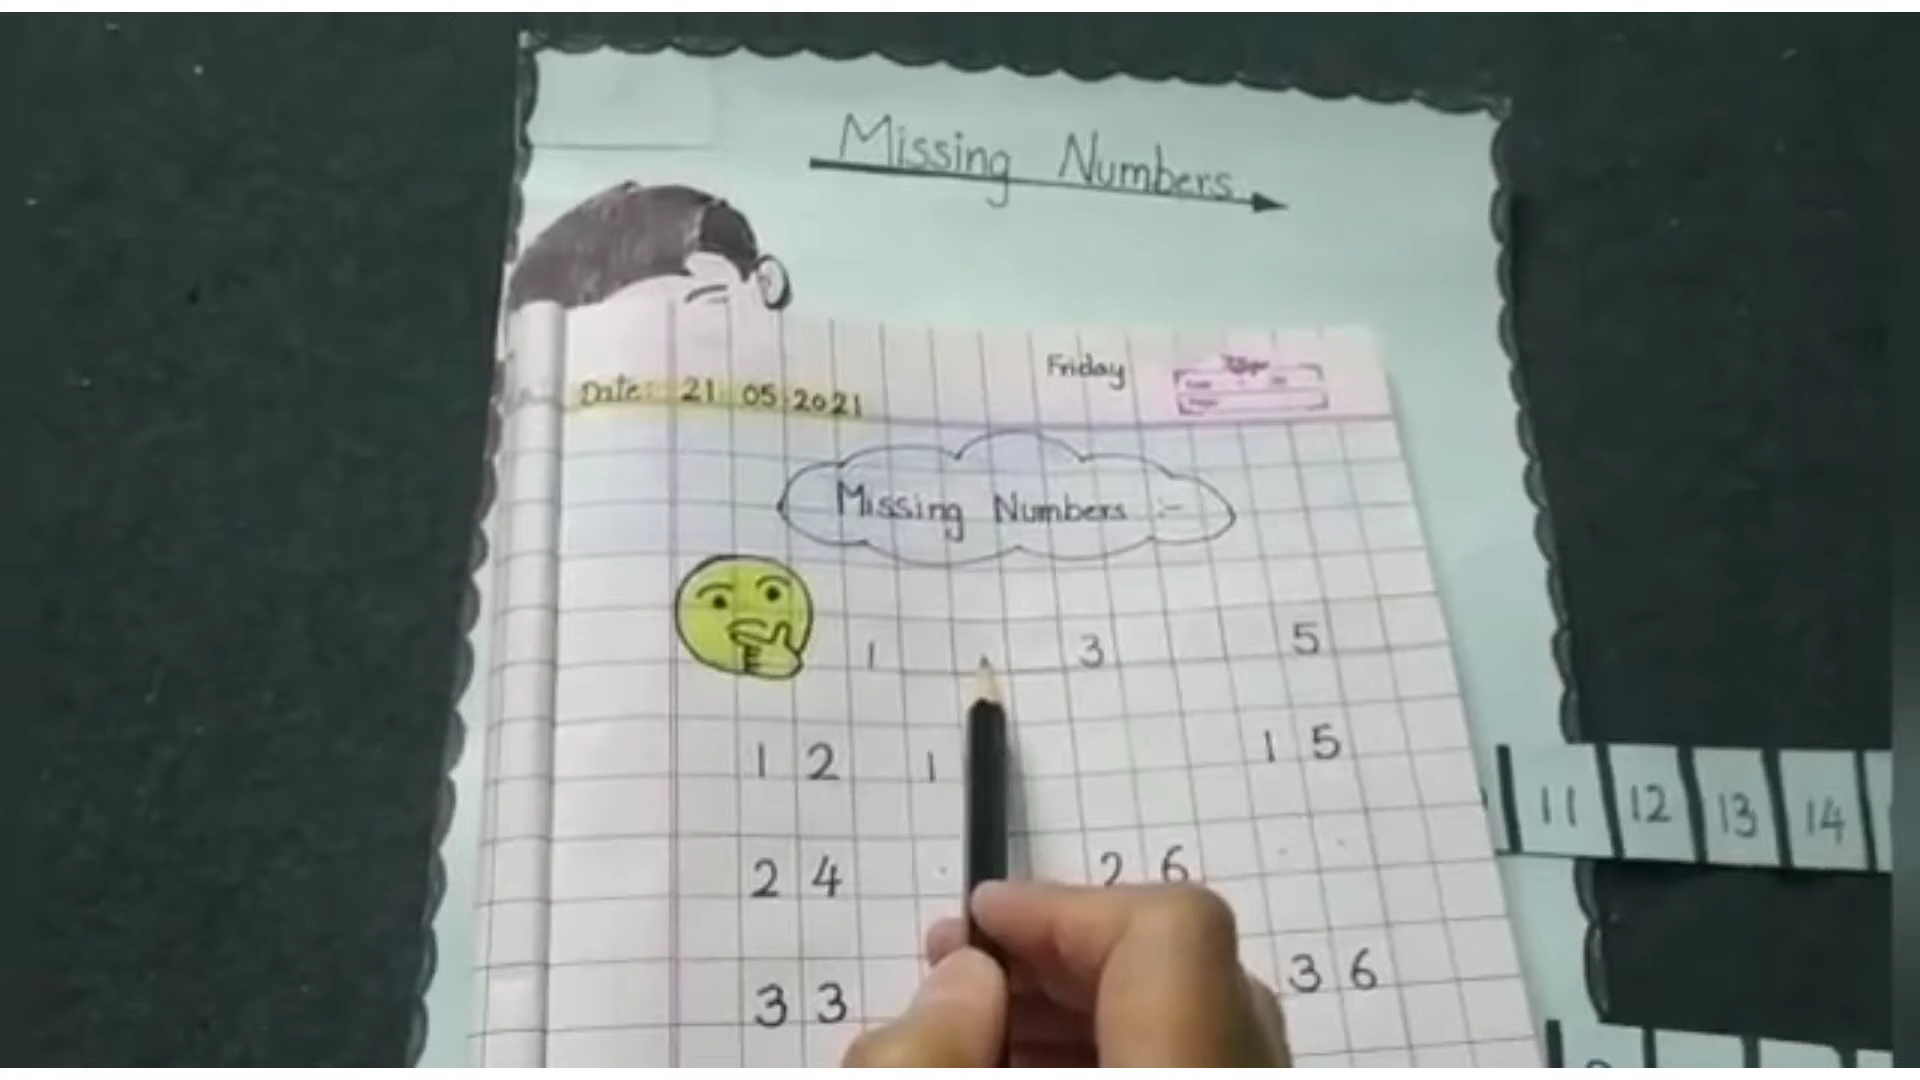 Missing Numbers
Friday
Date: 21.05.2021
Missing Numbers :-
1 3 5
12 1 15
24 26
33 36
11 12 13 14